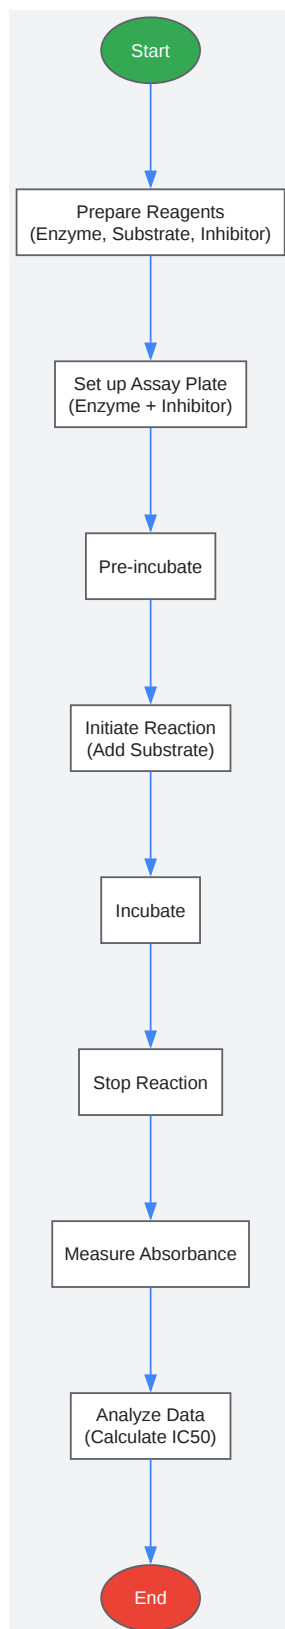 Start
Prepare Reagents
(Enzyme, Substrate, Inhibitor)
Set up Assay Plate
(Enzyme + Inhibitor)
Pre-incubate
Initiate Reaction
(Add Substrate)
Incubate
Stop Reaction
Measure Absorbance
Analyze Data
(Calculate IC50)
End